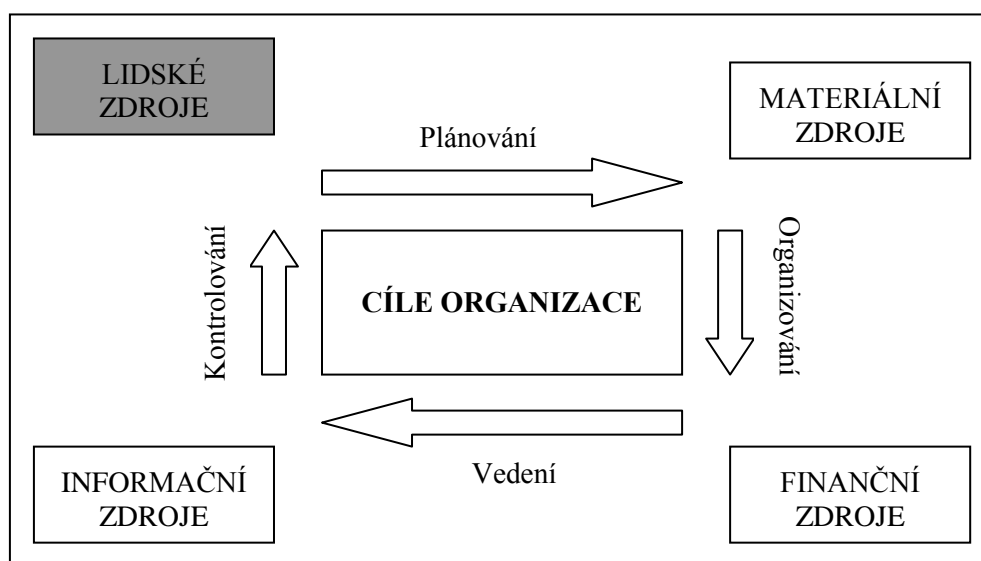 LIDSKÉ
ZDROJE
MATERIÁLNÍ
ZDROJE
Plánování
Kontrolování
CÍLE ORGANIZACE
Organizování
Vedení
INFORMAČNÍ
ZDROJE
FINANČNÍ
ZDROJE